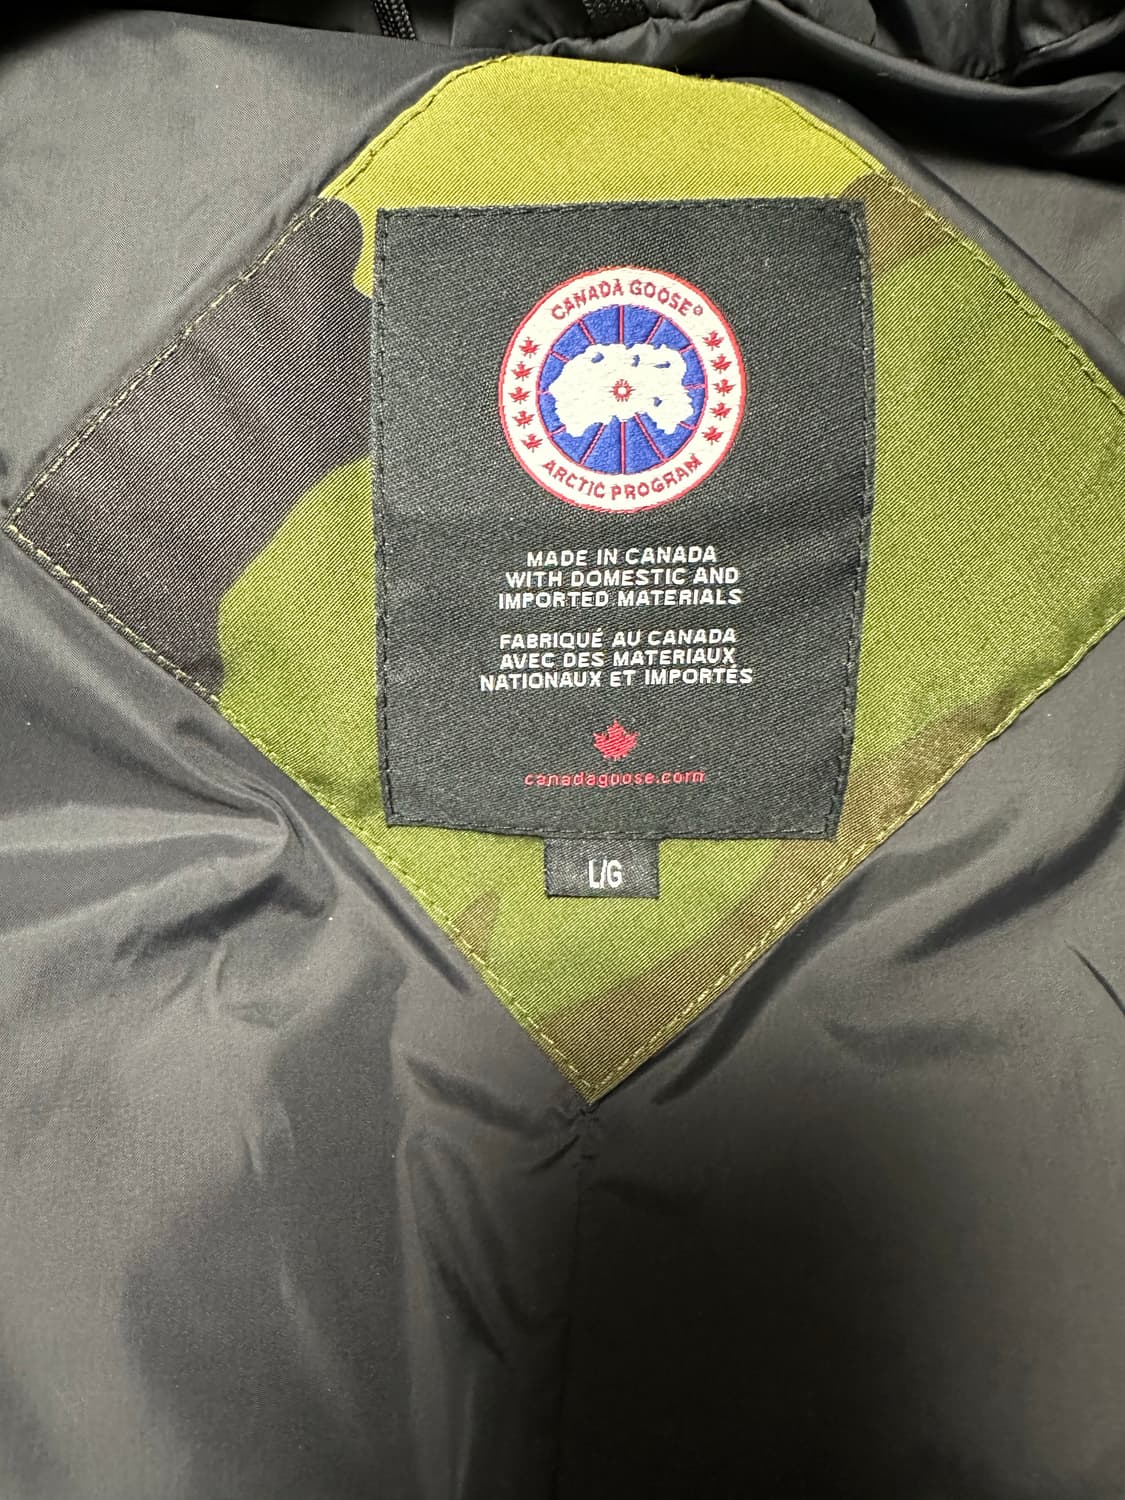 CANADA GOOSE®
ARCTIC PROGRAM
MADE IN CANADA
WITH DOMESTIC AND
IMPORTED MATERIALS
FABRIQUÉ AU CANADA
AVEC DES MATERIAUX
NATIONAUX ET IMPORTÉS
canadagoose.com
L/G